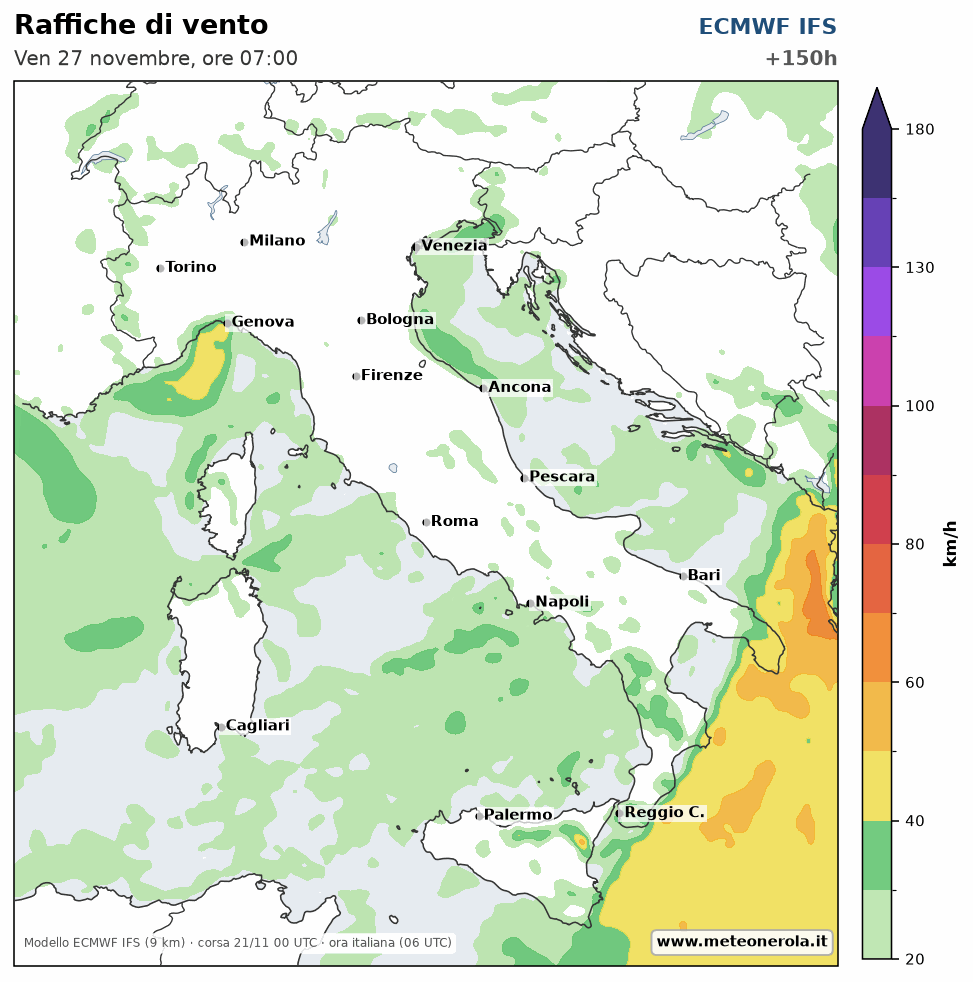 Raffiche di vento
ECMWF IFS
Ven 27 novembre, ore 07:00
+150h
180
130
100
80
60
40
20
km/h
Milano
Venezia
Torino
Genova
Bologna
Firenze
Ancona
Pescara
Roma
Bari
Napoli
Cagliari
Palermo
Reggio C.
Modello ECMWF IFS (9 km) · corsa 21/11 00 UTC · ora italiana (06 UTC)
www.meteonerola.it